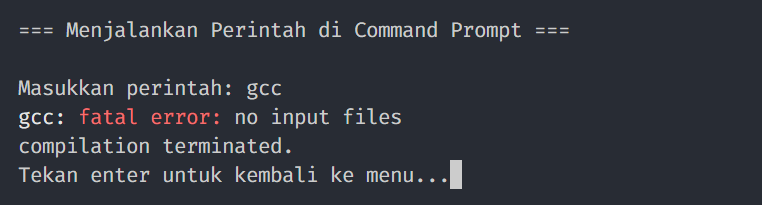 === Menjalankan Perintah di Command Prompt ===
Masukkan perintah: gcc
gcc: fatal error: no input files
compilation terminated.
Tekan enter untuk kembali ke menu...